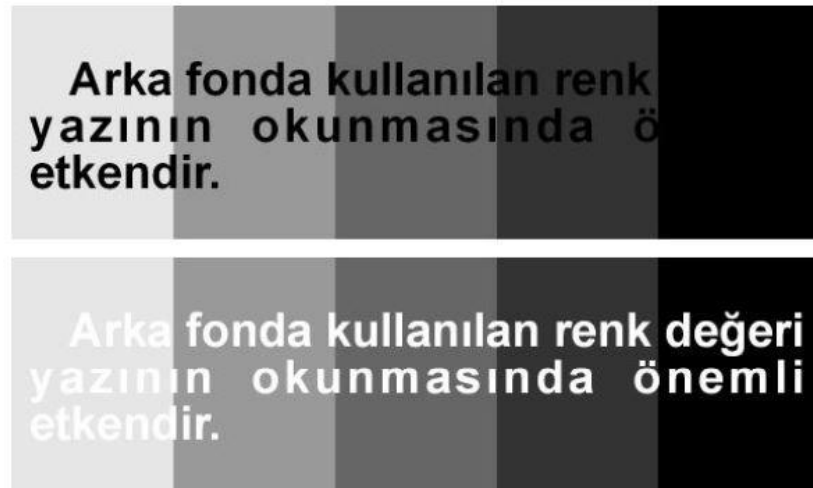 Arka fonda kullanılan renk
yazının okunmasında ö
etkendir.
Arka fonda kullanılan renk değeri
yazının okunmasında önemli
etkendir.